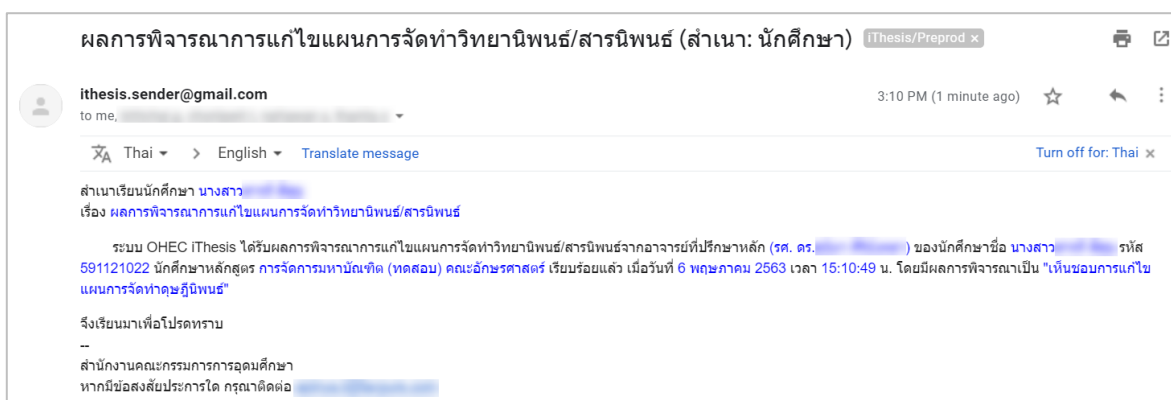 ผลการพิจารณาการแก้ไขแผนการจัดทำวิทยานิพนธ์/สารนิพนธ์ (สำเนา: นักศึกษา) iThesis/Preprod ×
ithesis.sender@gmail.com 3:10 PM (1 minute ago)
to me,
Thai > English Translate message Turn off for: Thai ×
สำเนาเรียนนักศึกษา นางสาว
เรื่อง ผลการพิจารณาการแก้ไขแผนการจัดทำวิทยานิพนธ์/สารนิพนธ์
ระบบ OHEC iThesis ได้รับผลการพิจารณาการแก้ไขแผนการจัดทำวิทยานิพนธ์/สารนิพนธ์จากอาจารย์ที่ปรึกษาหลัก (รศ. ดร. ) ของนักศึกษาชื่อ นางสาว รหัส
591121022 นักศึกษาหลักสูตร การจัดการมหาบัณฑิต (ทดสอบ) คณะอักษรศาสตร์ เรียบร้อยแล้ว เมื่อวันที่ 6 พฤษภาคม 2563 เวลา 15:10:49 น. โดยมีผลการพิจารณาเป็น "เห็นชอบการแก้ไข
แผนการจัดทำดุษฎีนิพนธ์"
จึงเรียนมาเพื่อโปรดทราบ
--
สำนักงานคณะกรรมการการอุดมศึกษา
หากมีข้อสงสัยประการใด กรุณาติดต่อ